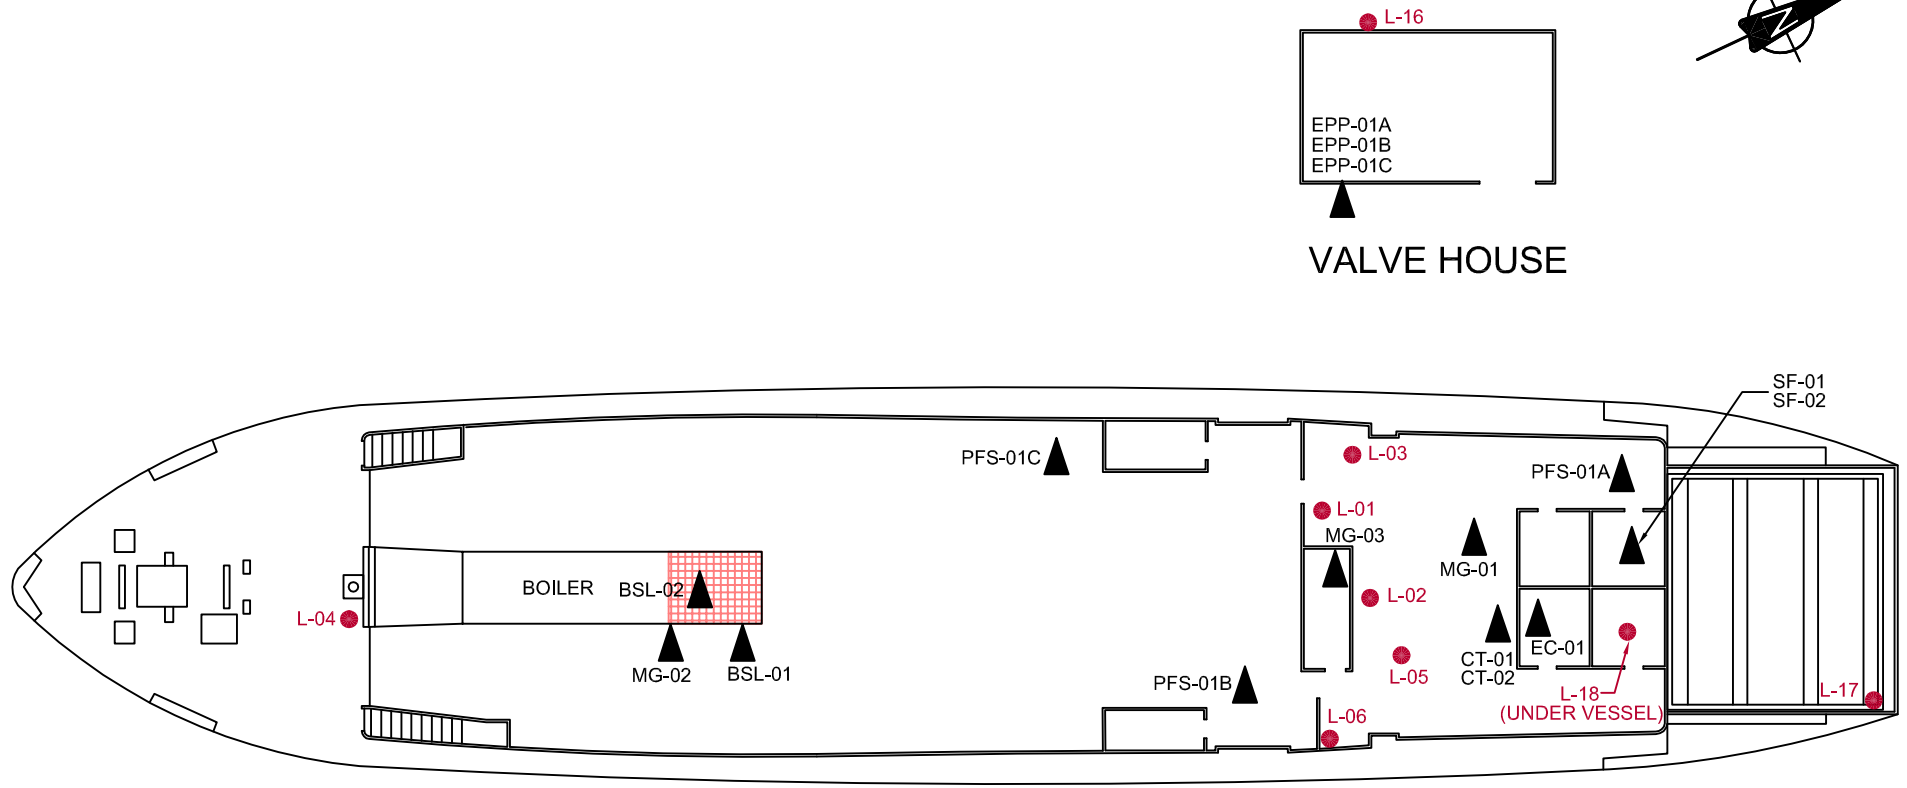 L-16
N
EPP-01A
EPP-01B
EPP-01C
VALVE HOUSE
SF-01
SF-02
PFS-01C
L-03
PFS-01A
L-01
MG-03
MG-01
BOILER
BSL-02
L-02
L-04
EC-01
CT-01
CT-02
MG-02
BSL-01
PFS-01B
L-05
L-18
(UNDER VESSEL)
L-17
L-06